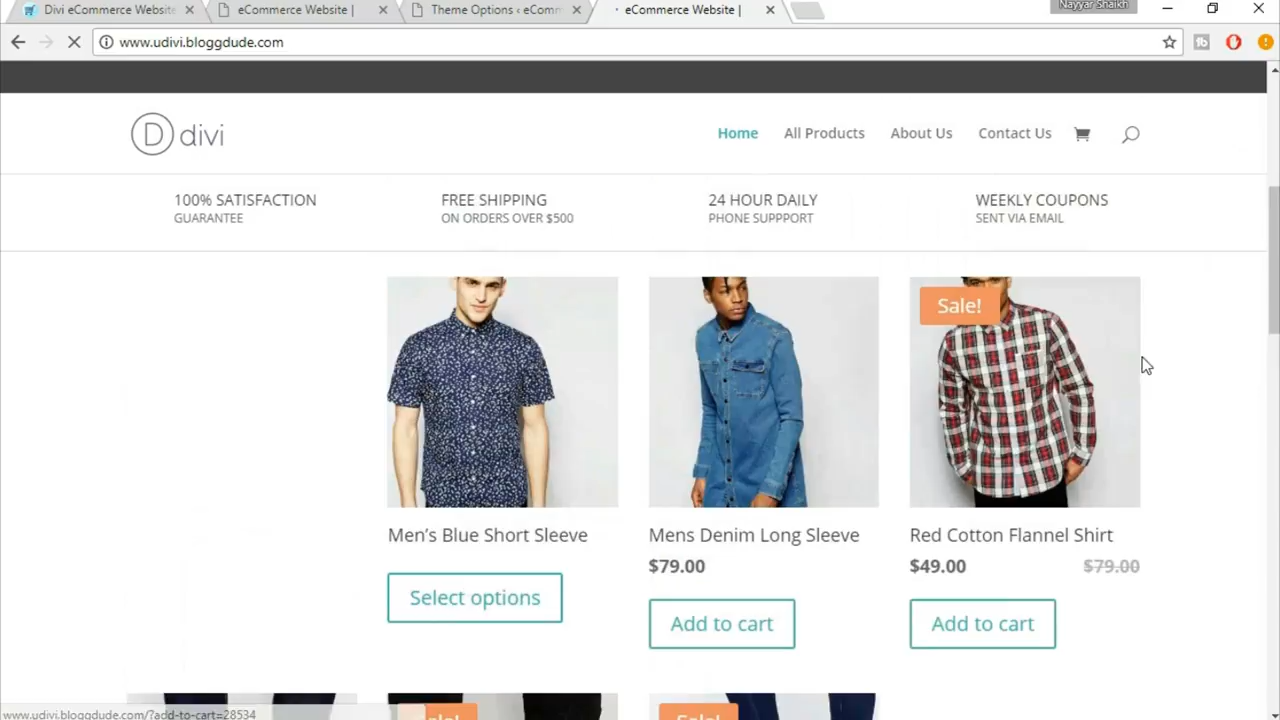 Divi eCommerce Website
eCommerce Website |
Theme Options ‹ eComm
eCommerce Website |
Nayyar Shaikh
www.udivi.bloggdude.com
D divi
Home
All Products
About Us
Contact Us
100% SATISFACTION
GUARANTEE
FREE SHIPPING
ON ORDERS OVER $500
24 HOUR DAILY
PHONE SUPPPORT
WEEKLY COUPONS
SENT VIA EMAIL
Sale!
Men’s Blue Short Sleeve
Mens Denim Long Sleeve
Red Cotton Flannel Shirt
$79.00
$49.00
$79.00
Select options
Add to cart
Add to cart
Sale!
www.udivi.bloggdude.com/?add-to-cart=28534